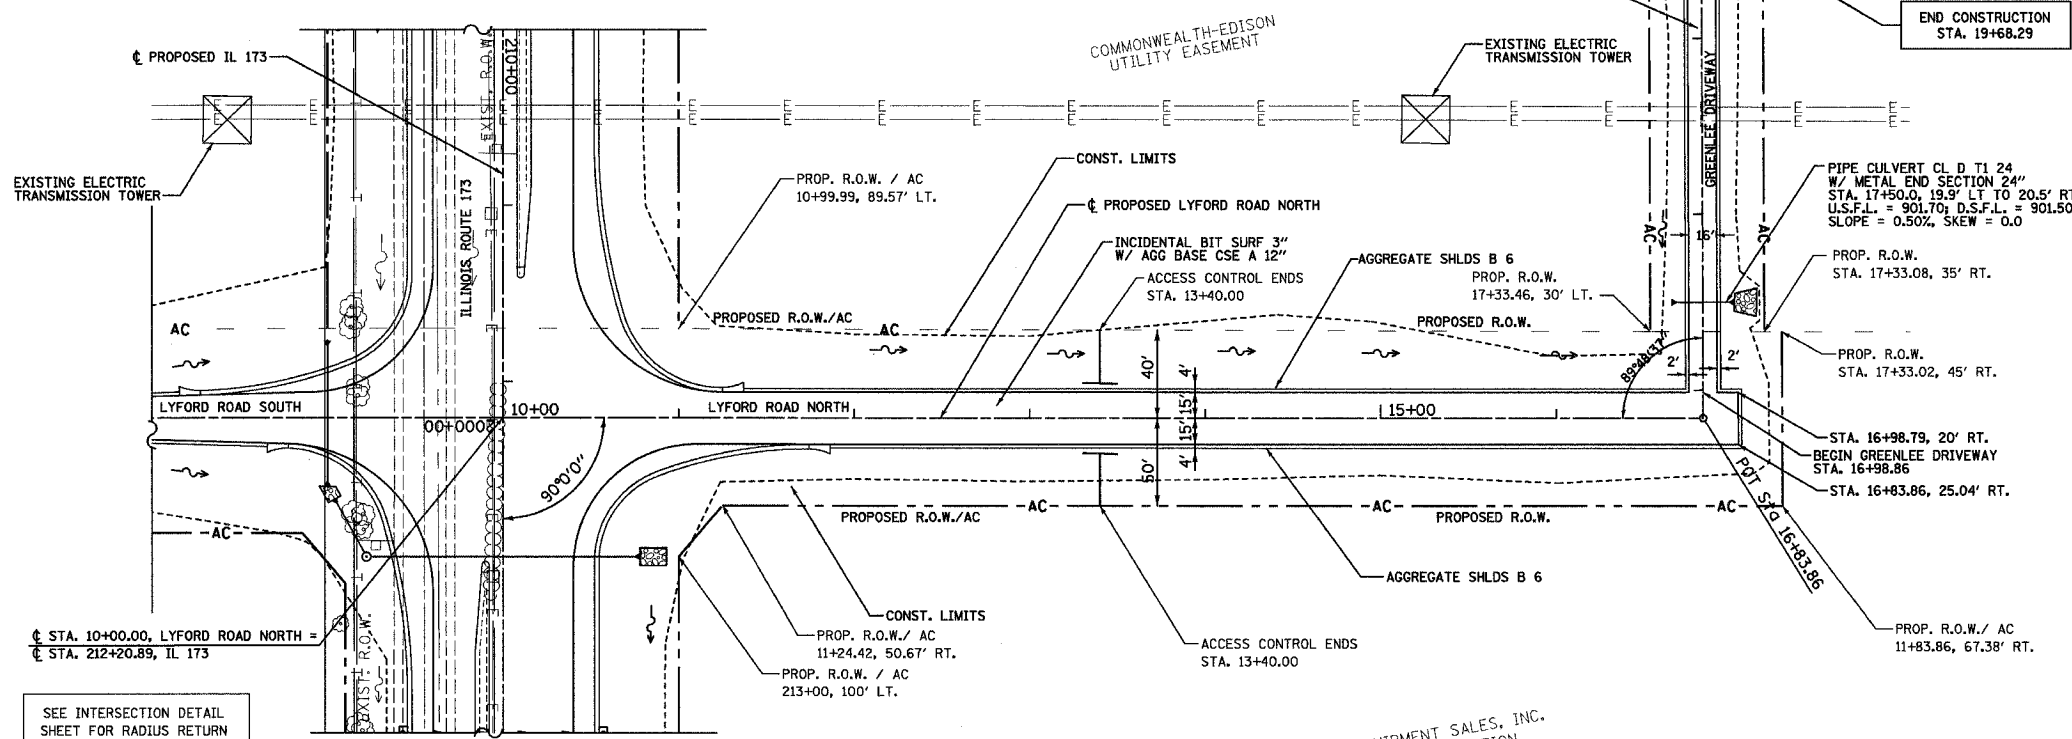 END CONSTRUCTION
STA. 19+68.29
COMMONWEALTH-EDISON
UTILITY EASEMENT
EXISTING ELECTRIC
TRANSMISSION TOWER
℄ PROPOSED IL 173
210+00
EXIST. R.O.W.
GREENLEE DRIVEWAY
EXISTING ELECTRIC
TRANSMISSION TOWER
CONST. LIMITS
PROP. R.O.W. / AC
10+99.99, 89.57' LT.
℄ PROPOSED LYFORD ROAD NORTH
INCIDENTAL BIT SURF 3"
W/ AGG BASE CSE A 12"
ACCESS CONTROL ENDS
STA. 13+40.00
AGGREGATE SHLDS B 6
PROP. R.O.W.
17+33.46, 30' LT.
PIPE CULVERT CL D T1 24
W/ METAL END SECTION 24"
STA. 17+50.0, 19.9' LT TO 20.5' RT
U.S.F.L. = 901.70; D.S.F.L. = 901.50
SLOPE = 0.50%, SKEW = 0.0
AC
16'
AC
PROP. R.O.W.
STA. 17+33.08, 35' RT.
ILLINOIS ROUTE 173
AC
PROPOSED R.O.W./AC
AC
PROPOSED R.O.W.
PROP. R.O.W.
STA. 17+33.02, 45' RT.
40'
4'
89°48'37"
2'
2'
LYFORD ROAD SOUTH
10+00
LYFORD ROAD NORTH
15'
15+00
15'
4'
50'
90°0'0"
STA. 16+98.79, 20' RT.
BEGIN GREENLEE DRIVEWAY
STA. 16+98.86
STA. 16+83.86, 25.04' RT.
POT Sta 16+83.86
AC
PROPOSED R.O.W./AC
AC
AC
PROPOSED R.O.W.
AC
AGGREGATE SHLDS B 6
CONST. LIMITS
PROP. R.O.W./ AC
11+24.42, 50.67' RT.
PROP. R.O.W. / AC
213+00, 100' LT.
ACCESS CONTROL ENDS
STA. 13+40.00
PROP. R.O.W./ AC
11+83.86, 67.38' RT.
℄ STA. 10+00.00, LYFORD ROAD NORTH =
℄ STA. 212+20.89, IL 173
EXIST. R.O.W.
SEE INTERSECTION DETAIL
SHEET FOR RADIUS RETURN
SALES, INC.